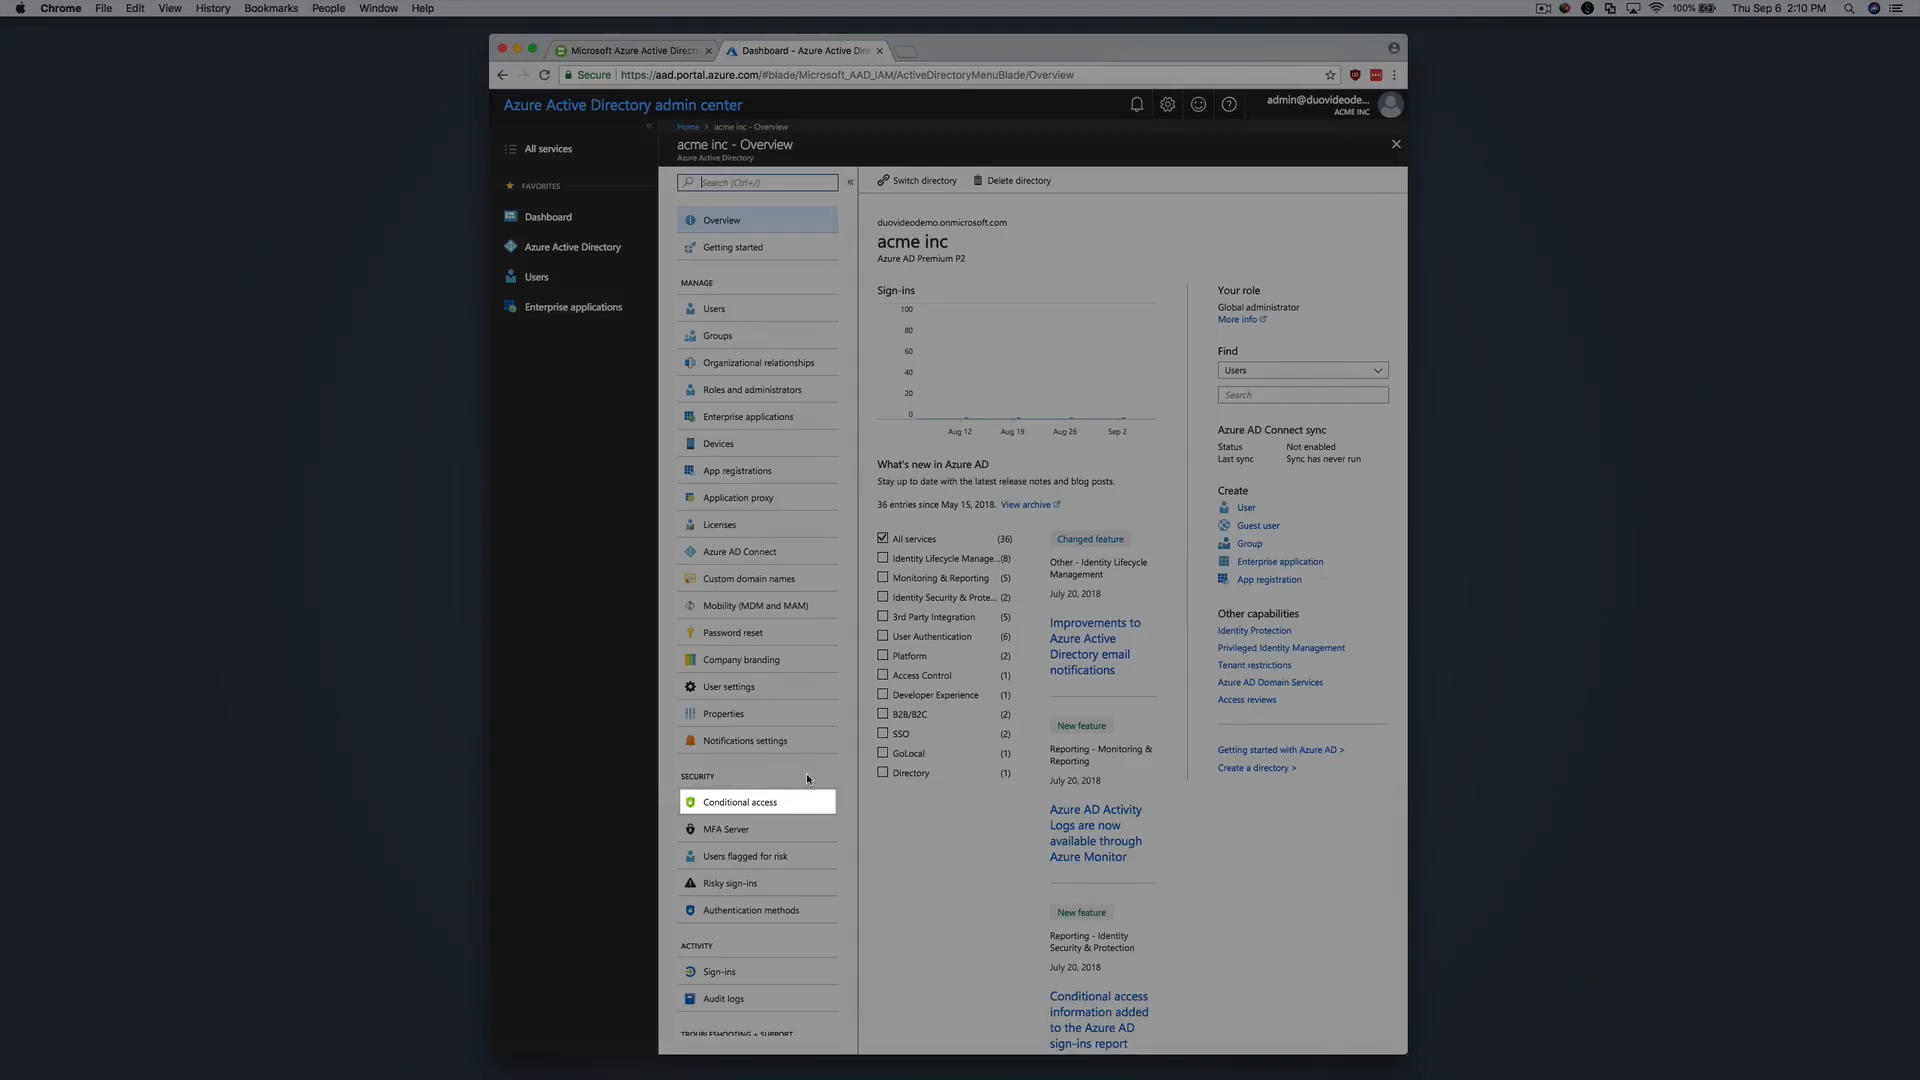 Chrome File Edit View History Bookmarks People Window Help
100% Thu Sep 6 2:10 PM
Microsoft Azure Active Direct
Dashboard - Azure Active Dire
Secure https://aad.portal.azure.com/#blade/Microsoft_AAD_IAM/ActiveDirectoryMenuBlade/Overview
Azure Active Directory admin center
admin@duovideode...
ACME INC
Home > acme inc - Overview
acme inc - Overview
Azure Active Directory
All services
FAVORITES
Dashboard
Azure Active Directory
Users
Enterprise applications
Search (Ctrl+/)
Overview
Getting started
MANAGE
Users
Groups
Organizational relationships
Roles and administrators
Enterprise applications
Devices
App registrations
Application proxy
Licenses
Azure AD Connect
Custom domain names
Mobility (MDM and MAM)
Password reset
Company branding
User settings
Properties
Notifications settings
SECURITY
Conditional access
MFA Server
Users flagged for risk
Risky sign-ins
Authentication methods
ACTIVITY
Sign-ins
Audit logs
TROUBLESHOOTING + SUPPORT
Switch directory Delete directory
duovideodemo.onmicrosoft.com
acme inc
Azure AD Premium P2
Sign-ins
100
80
60
40
20
0
Aug 12 Aug 19 Aug 26 Sep 2
What's new in Azure AD
Stay up to date with the latest release notes and blog posts.
36 entries since May 15, 2018. View archive
All services (36)
Identity Lifecycle Manage... (8)
Monitoring & Reporting (5)
Identity Security & Prote... (2)
3rd Party Integration (5)
User Authentication (6)
Platform (2)
Access Control (1)
Developer Experience (1)
B2B/B2C (2)
SSO (2)
GoLocal (1)
Directory (1)
Changed feature
Other - Identity Lifecycle
Management
July 20, 2018
Improvements to
Azure Active
Directory email
notifications
New feature
Reporting - Monitoring &
Reporting
July 20, 2018
Azure AD Activity
Logs are now
available through
Azure Monitor
New feature
Reporting - Identity
Security & Protection
July 20, 2018
Conditional access
information added
to the Azure AD
sign-ins report
Your role
Global administrator
More info
Find
Users
Search
Azure AD Connect sync
Status Not enabled
Last sync Sync has never run
Create
User
Guest user
Group
Enterprise application
App registration
Other capabilities
Identity Protection
Privileged Identity Management
Tenant restrictions
Azure AD Domain Services
Access reviews
Getting started with Azure AD >
Create a directory >